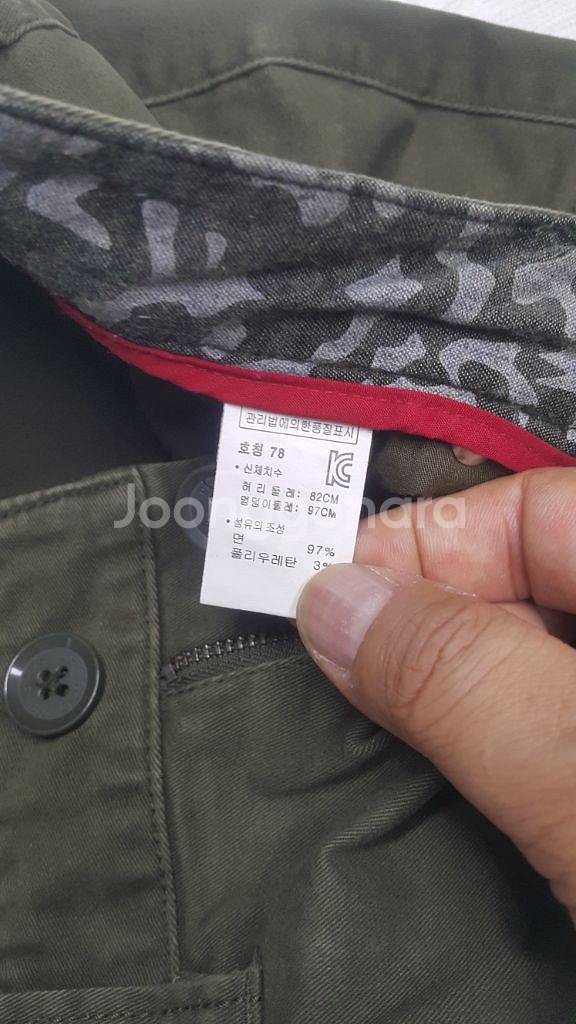 관리법에의한품질표시
호칭 78
• 신체치수
허리둘레: 82CM
엉덩이둘레: 97CM
• 섬유의 조성
면 97%
폴리우레탄 3%
Joonggonara